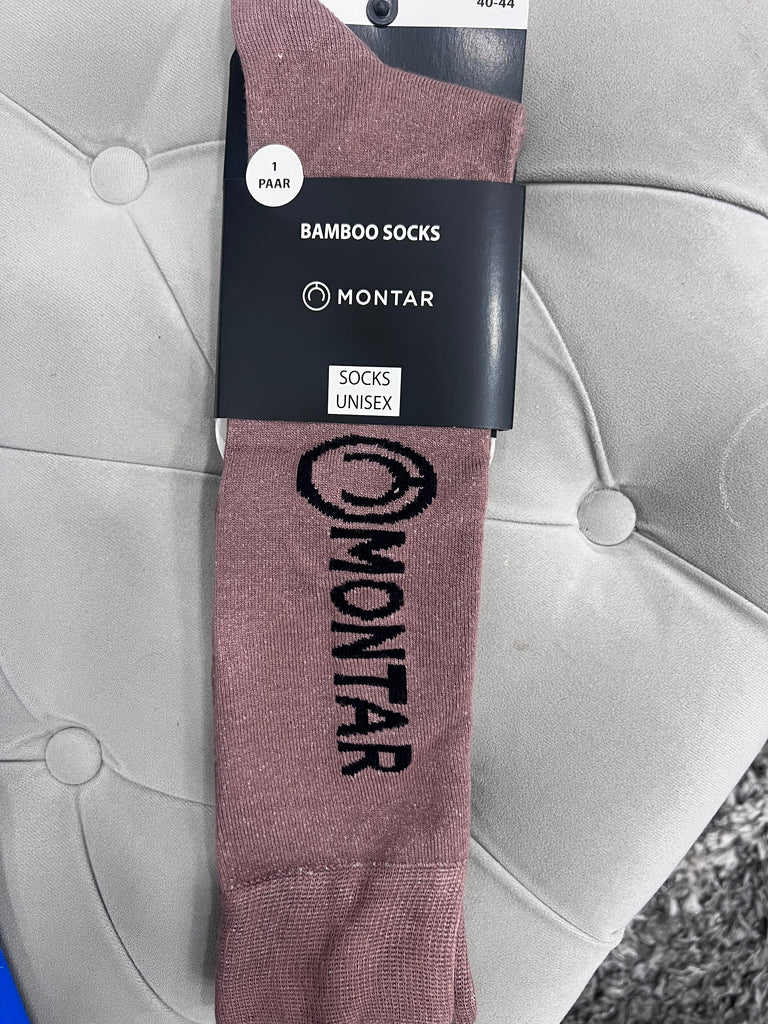 40-44
1
PAAR
BAMBOO SOCKS
MONTAR
SOCKS
UNISEX
MONTAR